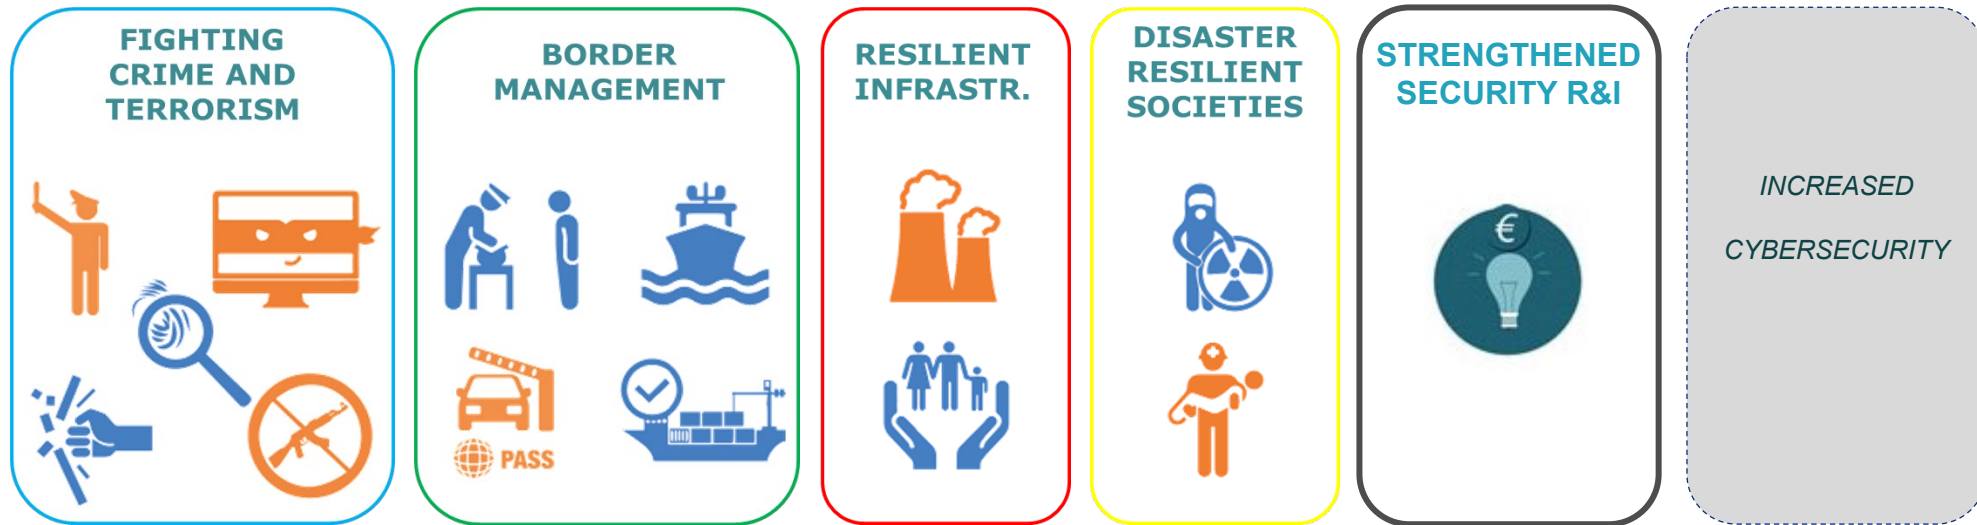 FIGHTING
CRIME AND
TERRORISM
BORDER
MANAGEMENT
PASS
RESILIENT
INFRASTR.
DISASTER
RESILIENT
SOCIETIES
STRENGTHENED
SECURITY R&I
€
INCREASED
CYBERSECURITY